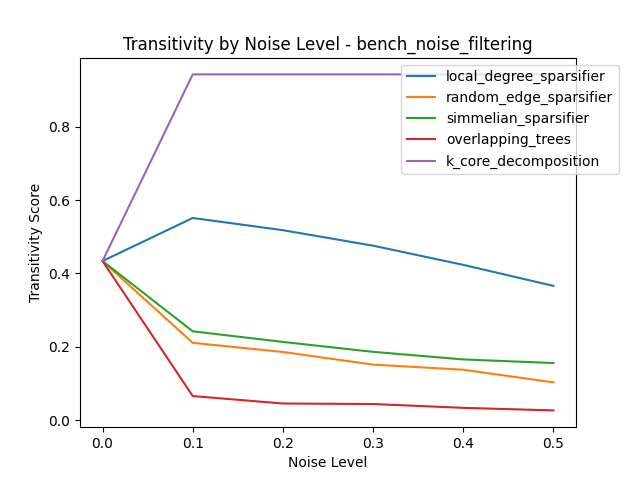 Transitivity by Noise Level - bench_noise_filtering
local_degree_sparsifier
random_edge_sparsifier
simmelian_sparsifier
overlapping_trees
k_core_decomposition
Transitivity Score
0.8
0.6
0.4
0.2
0.0
0.0 0.1 0.2 0.3 0.4 0.5
Noise Level